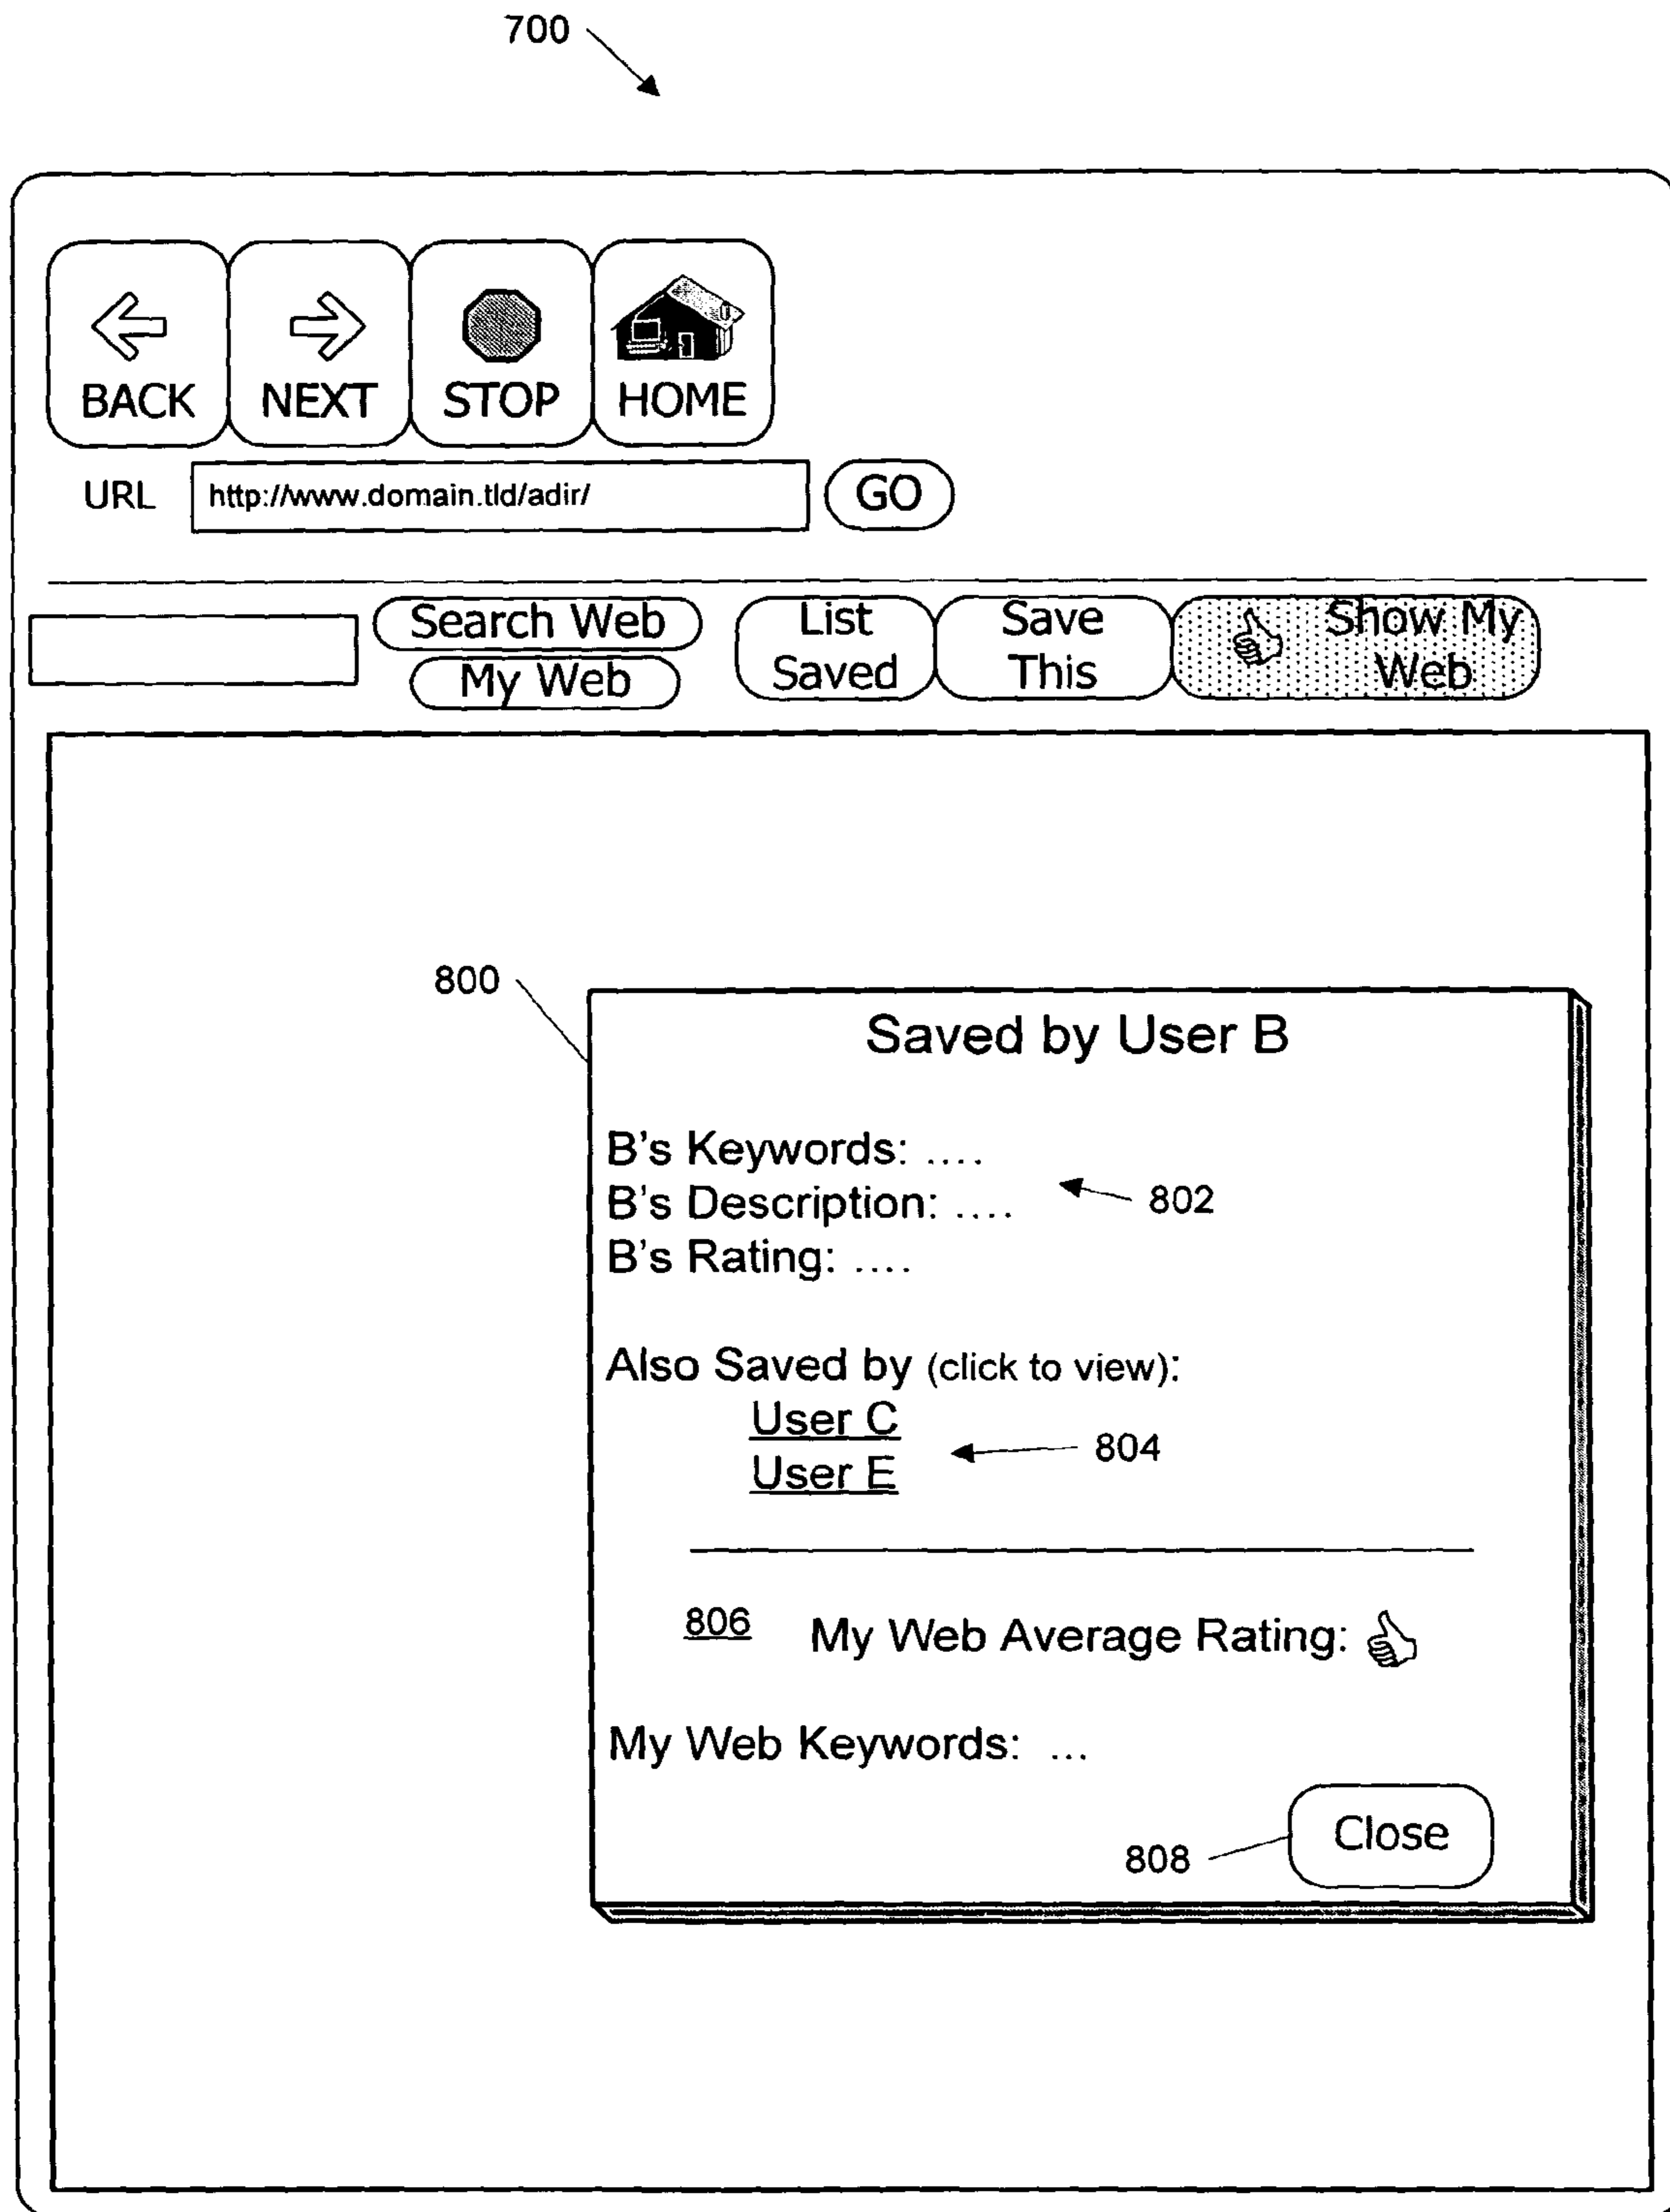 700
BACK NEXT STOP HOME
URL http://www.domain.tld/adir/ GO
Search Web
My Web
List
Saved
Save
This
Show My
Web
800
Saved by User B
B's Keywords: ....
B's Description: ....
802
B's Rating: ....
Also Saved by (click to view):
User C
User E
804
806 My Web Average Rating:
My Web Keywords: ...
Close
808